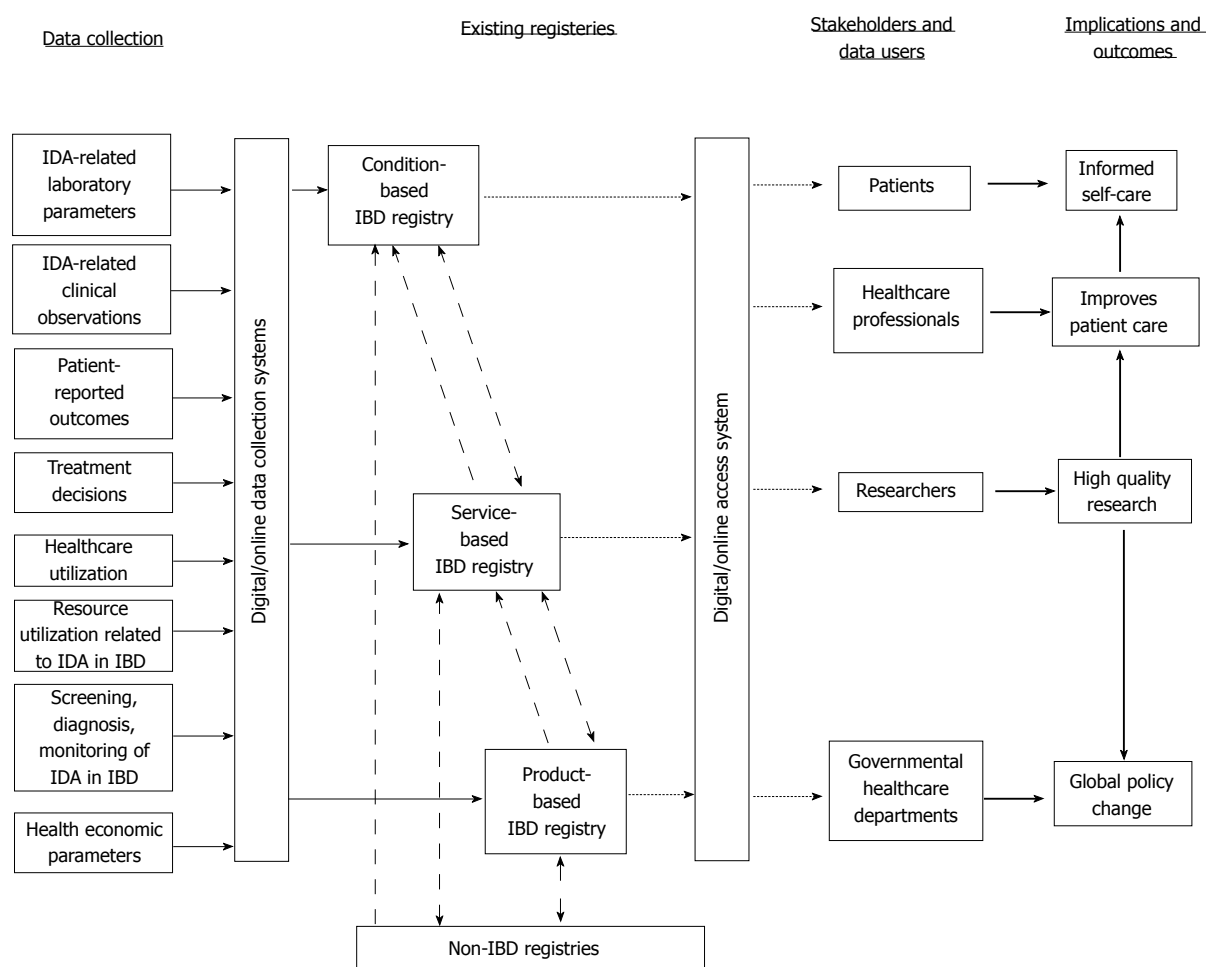 Data collection
Existing registeries
Stakeholders and
data users
Implications and
outcomes
IDA-related
laboratory
parameters
IDA-related
clinical
observations
Patient-
reported
outcomes
Treatment
decisions
Healthcare
utilization
Resource
utilization related
to IDA in IBD
Screening,
diagnosis,
monitoring of
IDA in IBD
Health economic
parameters
Digital/online data collection systems
Condition-
based
IBD registry
Service-
based
IBD registry
Product-
based
IBD registry
Non-IBD registries
Digital/online access system
Patients
Healthcare
professionals
Researchers
Governmental
healthcare
departments
Informed
self-care
Improves
patient care
High quality
research
Global policy
change